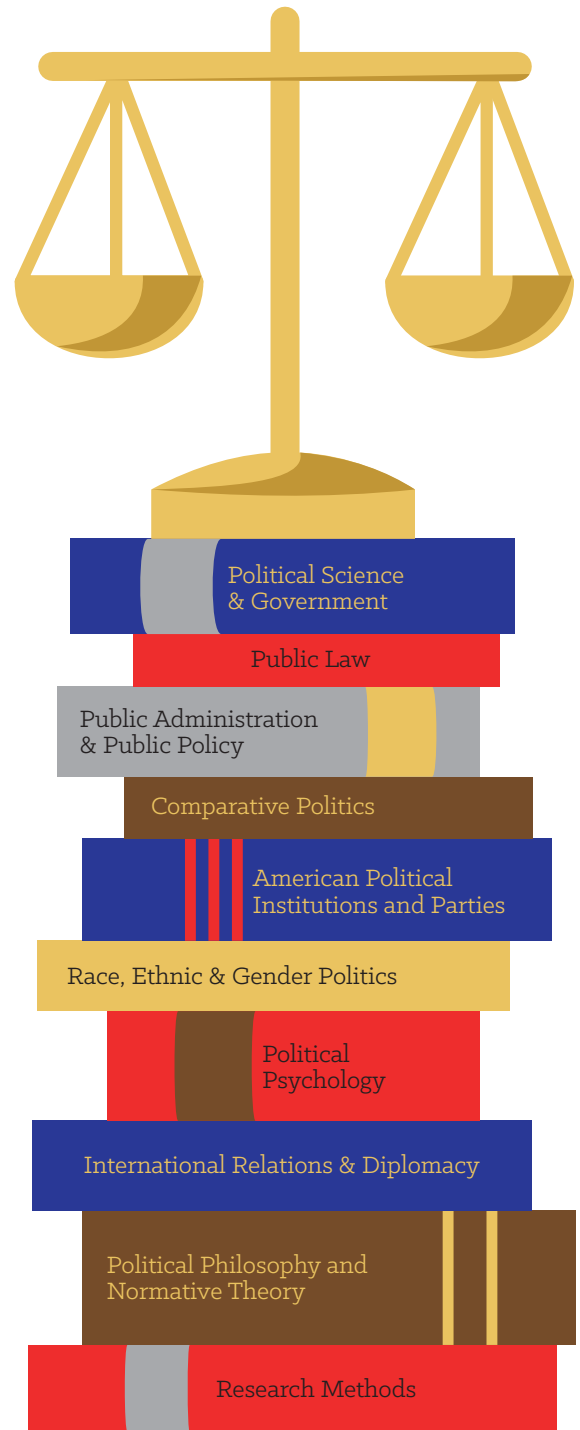 Political Science
& Government
Public Law
Public Administration
& Public Policy
Comparative Politics
American Political
Institutions and Parties
Race, Ethnic & Gender Politics
Political
Psychology
International Relations & Diplomacy
Political Philosophy and
Normative Theory
Research Methods